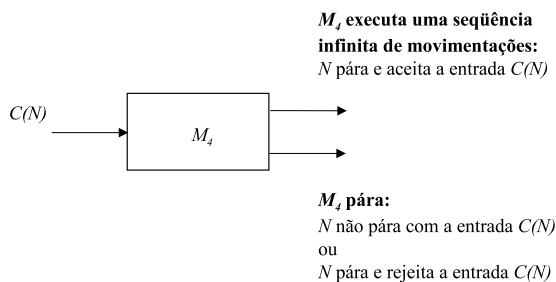 M4 executa uma seqüência
infinita de movimentações:
N pára e aceita a entrada C(N)
C(N)
M4
M4 pára:
N não pára com a entrada C(N)
ou
N pára e rejeita a entrada C(N)